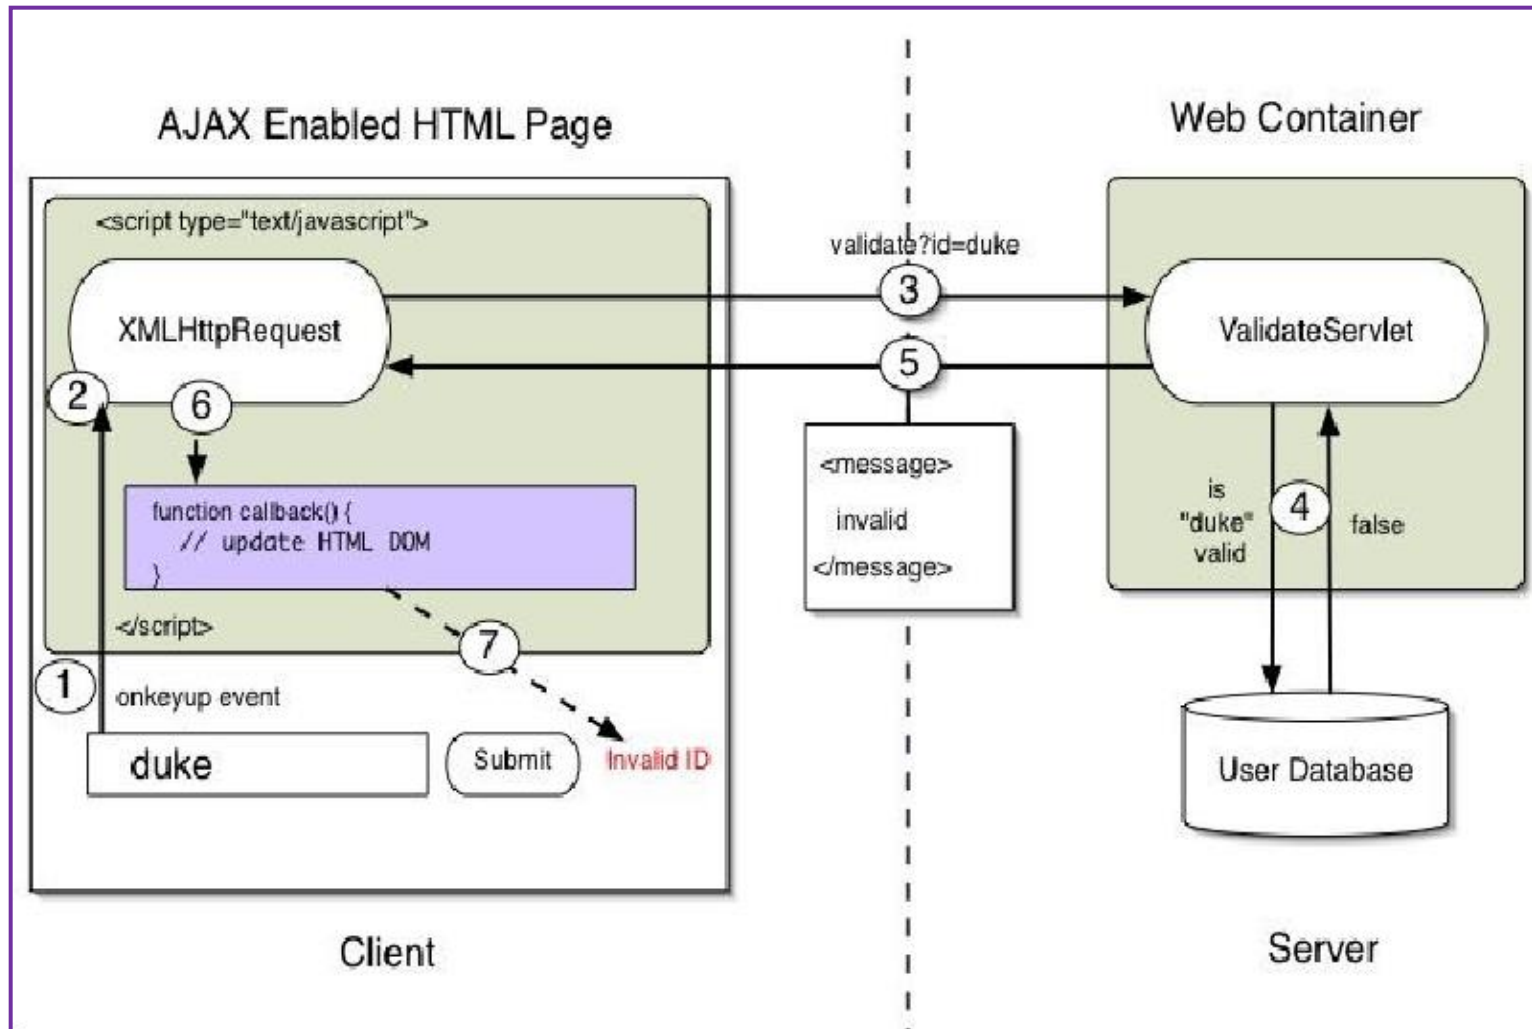 AJAX Enabled HTML Page
Web Container
<script type="text/javascript">
validate?id=duke
3
XMLHttpRequest
ValidateServlet
5
2
6
<message>
invalid
</message>
is
"duke"
valid
4
false
function callback() {
// update HTML DOM
}
</script>
7
1
onkeyup event
duke
Submit
Invalid ID
User Database
Client
Server